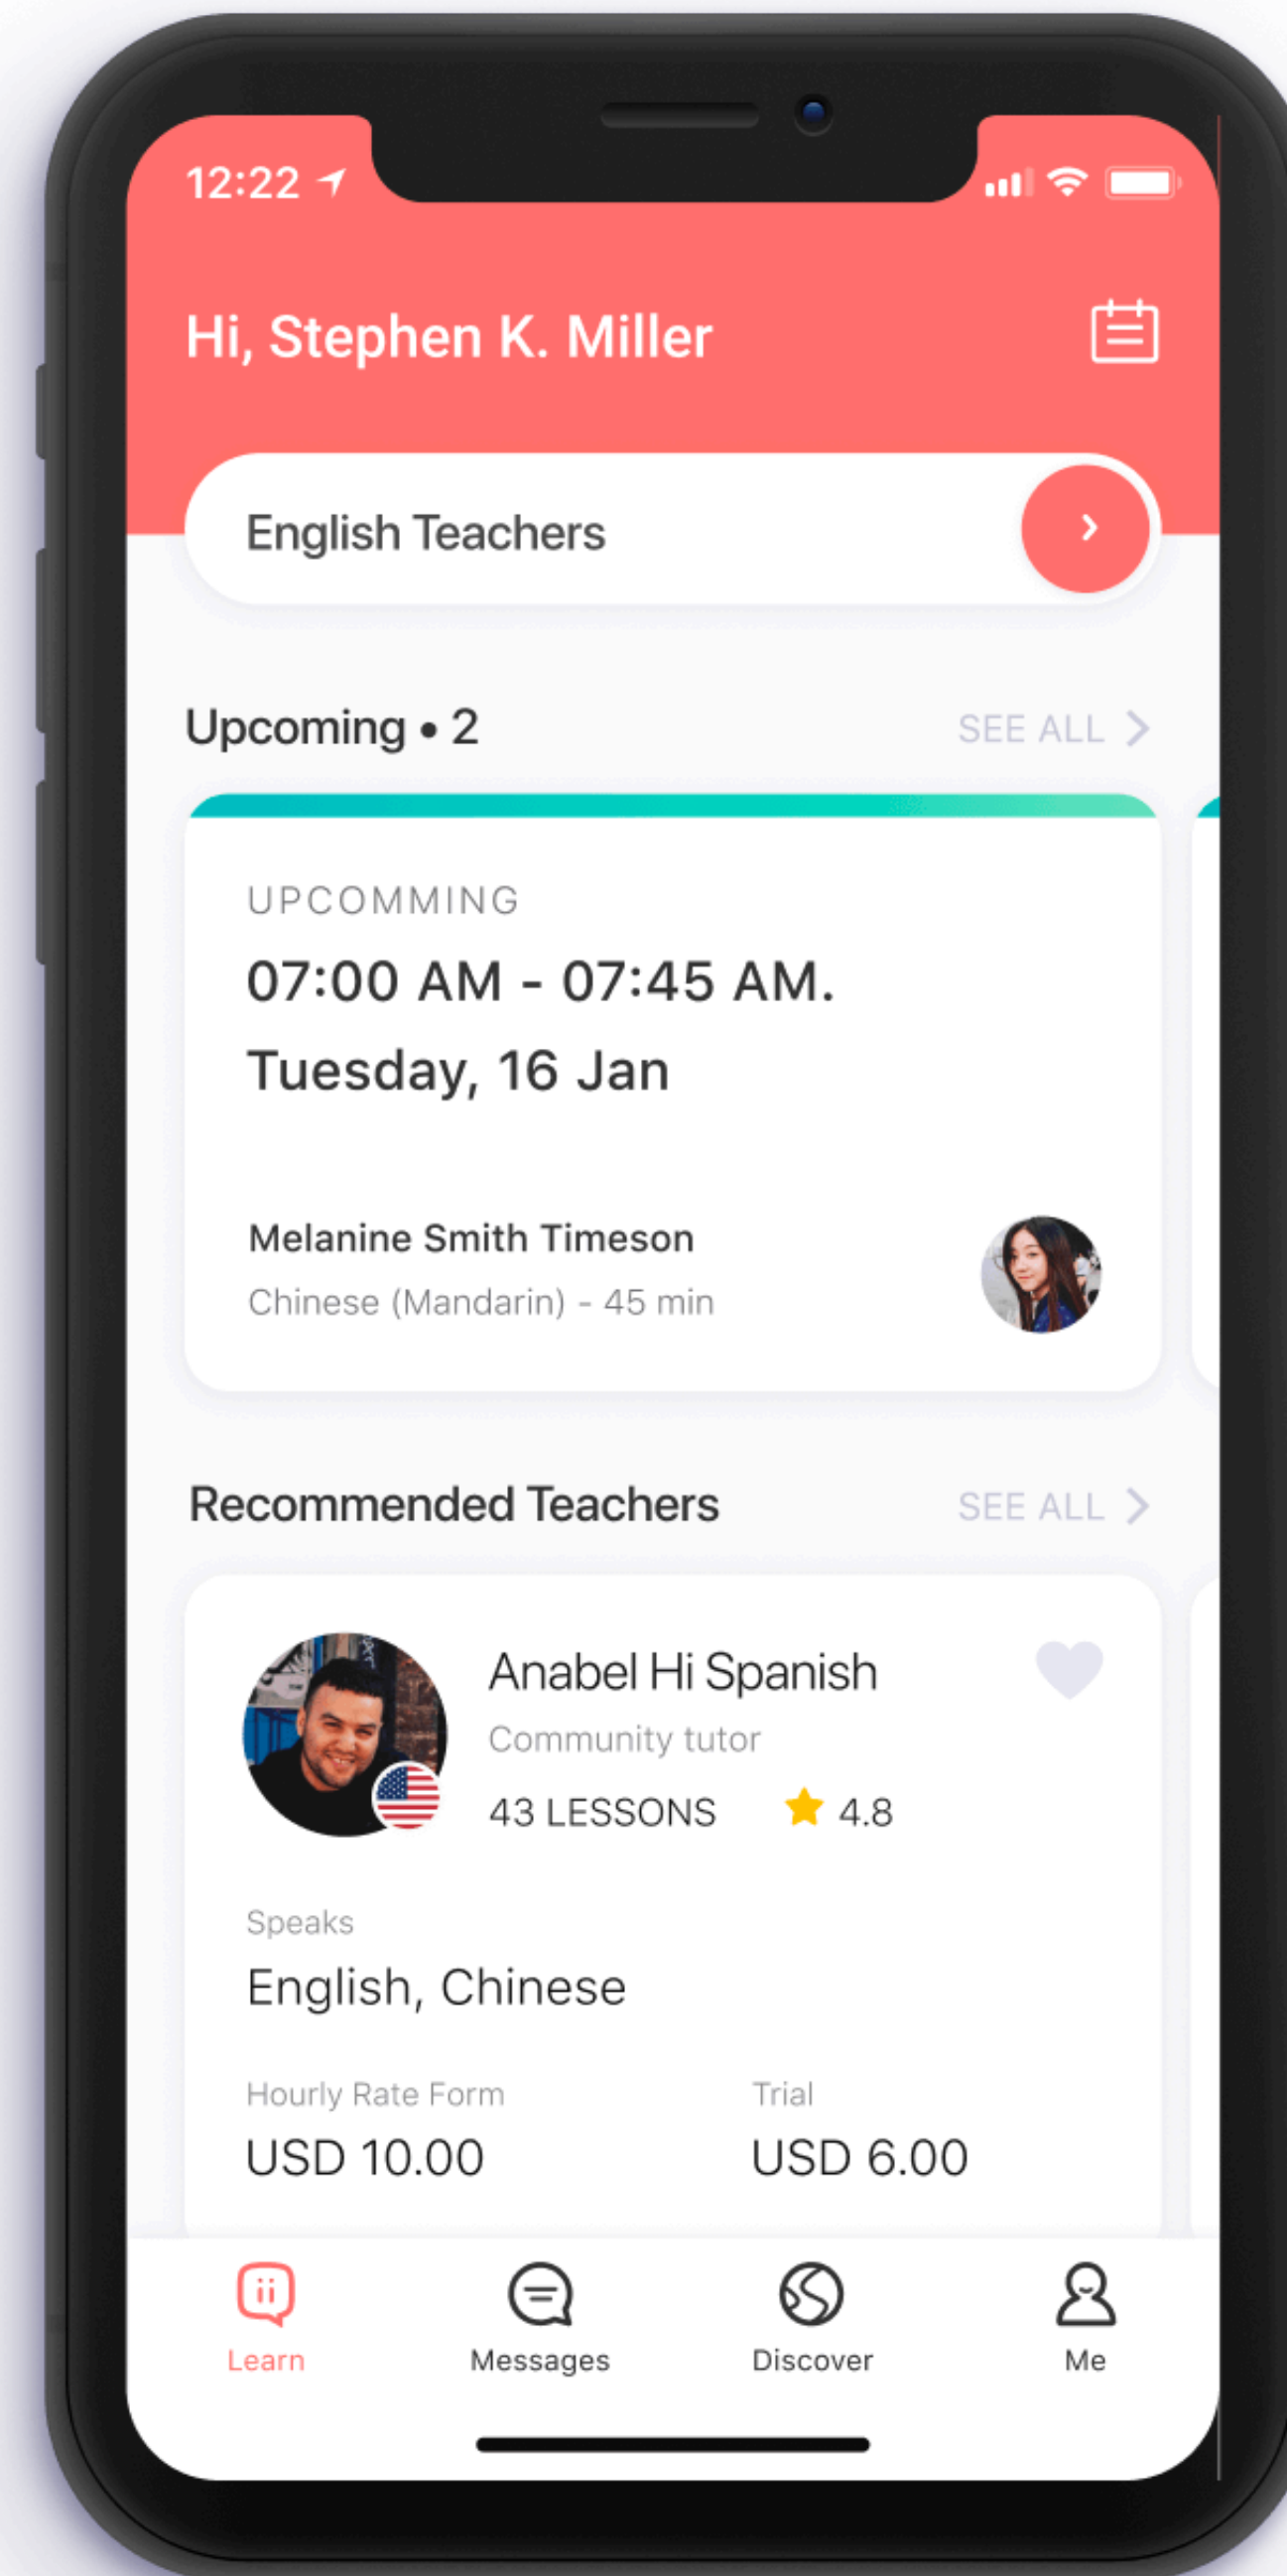 12:22
Hi, Stephen K. Miller
English Teachers
Upcoming • 2
SEE ALL
UPCOMMING
07:00 AM - 07:45 AM.
Tuesday, 16 Jan
Melanine Smith Timeson
Chinese (Mandarin) - 45 min
Recommended Teachers
SEE ALL
Anabel Hi Spanish
Community tutor
43 LESSONS 4.8
Speaks
English, Chinese
Hourly Rate Form Trial
USD 10.00 USD 6.00
Learn Messages Discover Me